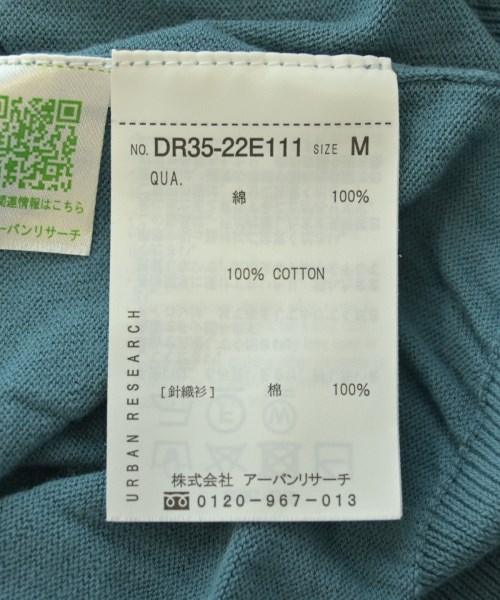 NO. DR35-22E111 SIZE M
QUA.
綿 100%
100% COTTON
[針織衫] 棉 100%
URBAN RESEARCH
株式会社 アーバンリサーチ
0120-967-013
関連情報はこちら
アーバンリサーチ